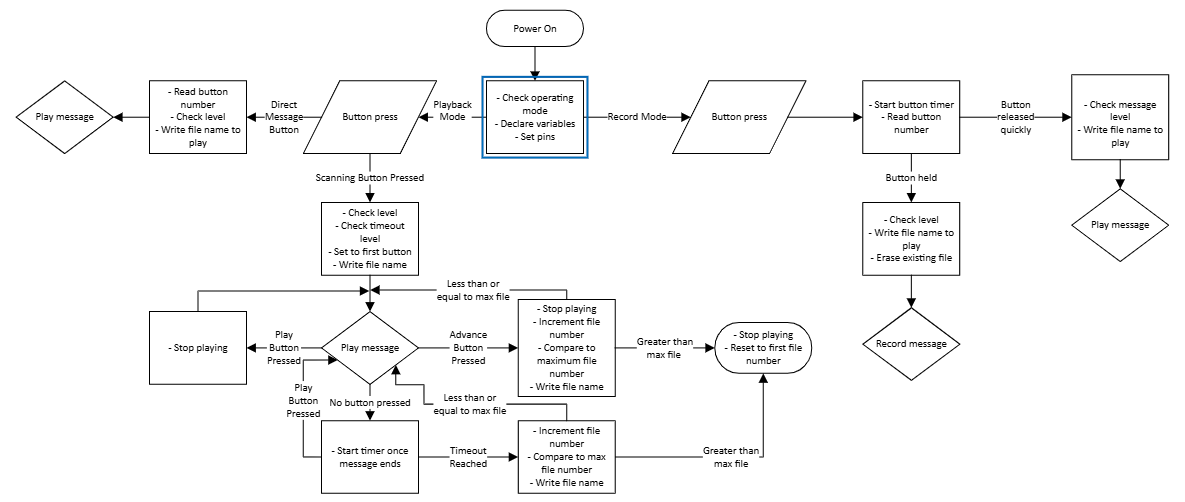 Power On
Play message
- Read button
number
- Check level
- Write file name to
play
Direct
Message
Button
Button press
Playback
Mode
- Check operating
mode
- Declare variables
- Set pins
Record Mode
Button press
- Start button timer
- Read button
number
Button
released
quickly
- Check message
level
- Write file name to
play
Scanning Button Pressed
Button held
Play message
- Check level
- Check timeout
level
- Set to first button
- Write file name
- Check level
- Write file name to
play
- Erase existing file
Less than or
equal to max file
- Stop playing
Play
Button
Pressed
Play message
Advance
Button
Pressed
- Stop playing
- Increment file
number
- Compare to
maximum file
number
- Write file name
Greater than
max file
- Stop playing
- Reset to first file
number
Record message
Play
Button
Pressed
No button pressed
Less than or
equal to max file
- Start timer once
message ends
Timeout
Reached
- Increment file
number
- Compare to max
file number
- Write file name
Greater than
max file